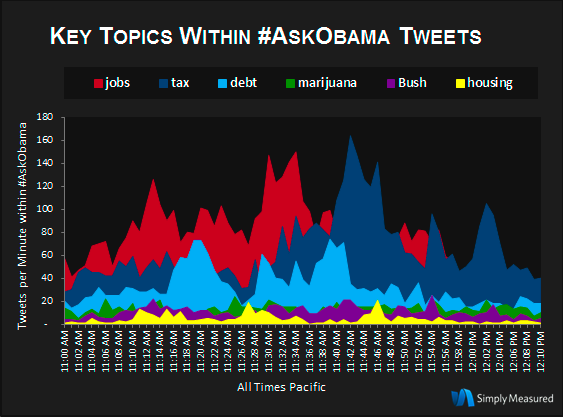 KEY TOPICS WITHIN #ASKOBAMA TWEETS
jobs tax debt marijuana Bush housing
Tweets per Minute within #AskObama
180
160
140
120
100
80
60
40
20
-
11:00 AM
11:02 AM
11:04 AM
11:06 AM
11:08 AM
11:10 AM
11:12 AM
11:14 AM
11:16 AM
11:18 AM
11:20 AM
11:22 AM
11:24 AM
11:26 AM
11:28 AM
11:30 AM
11:32 AM
11:34 AM
11:36 AM
11:38 AM
11:40 AM
11:42 AM
11:44 AM
11:46 AM
11:48 AM
11:50 AM
11:52 AM
11:54 AM
11:56 AM
11:58 AM
12:00 PM
12:02 PM
12:04 PM
12:06 PM
12:08 PM
12:10 PM
All Times Pacific
Simply Measured